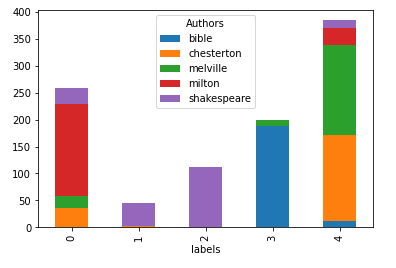 400
350
300
250
200
150
100
50
0
Authors
bible
chesterton
melville
milton
shakespeare
0 1 2 3 4
labels